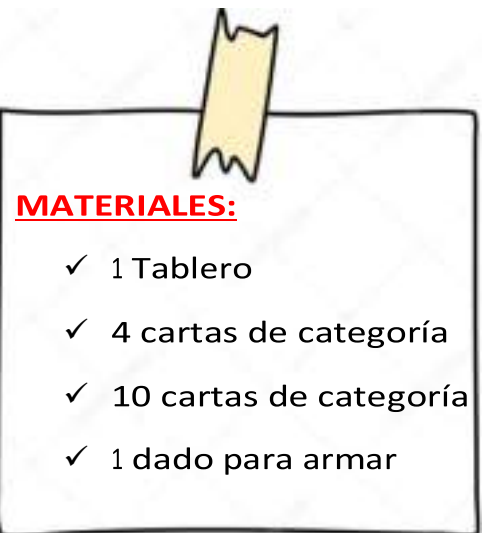 MATERIALES:
✓ 1 Tablero
✓ 4 cartas de categoría
✓ 10 cartas de categoría
✓ 1 dado para armar